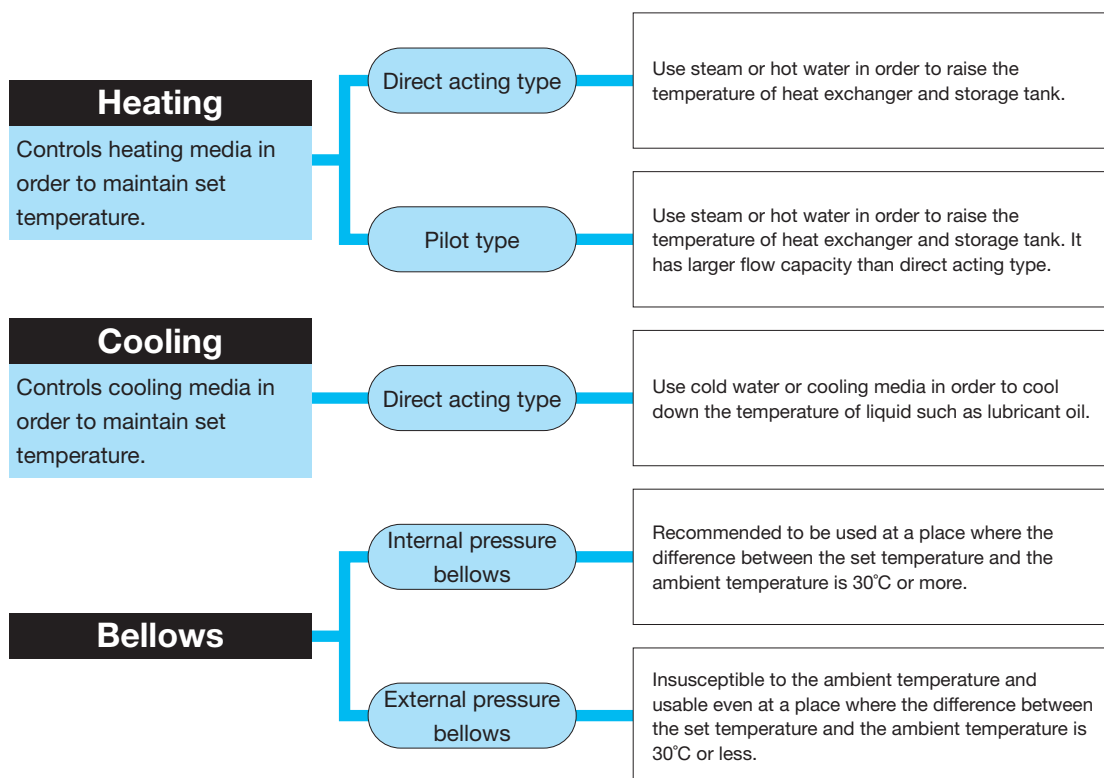 Heating
Controls heating media in
order to maintain set
temperature.
Direct acting type
Use steam or hot water in order to raise the
temperature of heat exchanger and storage tank.
Pilot type
Use steam or hot water in order to raise the
temperature of heat exchanger and storage tank. It
has larger flow capacity than direct acting type.
Cooling
Controls cooling media in
order to maintain set
temperature.
Direct acting type
Use cold water or cooling media in order to cool
down the temperature of liquid such as lubricant oil.
Bellows
Internal pressure
bellows
Recommended to be used at a place where the
difference between the set temperature and the
ambient temperature is 30℃ or more.
External pressure
bellows
Insusceptible to the ambient temperature and
usable even at a place where the difference between
the set temperature and the ambient temperature is
30℃ or less.